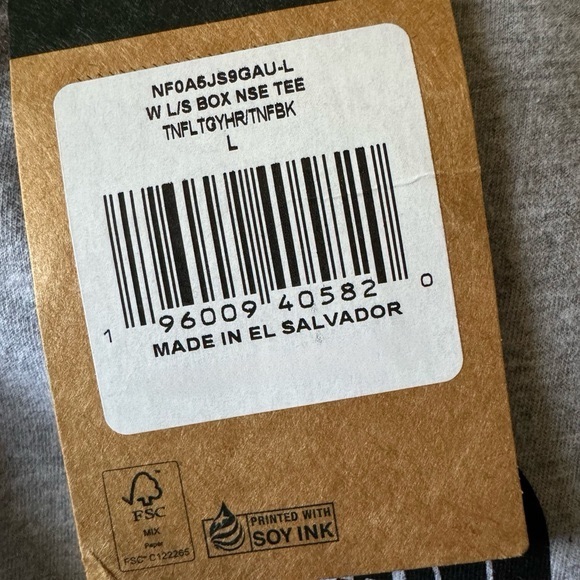 NF0A5JS9GAU-L
W L/S BOX NSE TEE
TNFLTGYHR/TNFBK
L
1 96009 40582 0
MADE IN EL SALVADOR
FSC
MIX
Paper
FSC™ C122265
PRINTED WITH
SOY INK